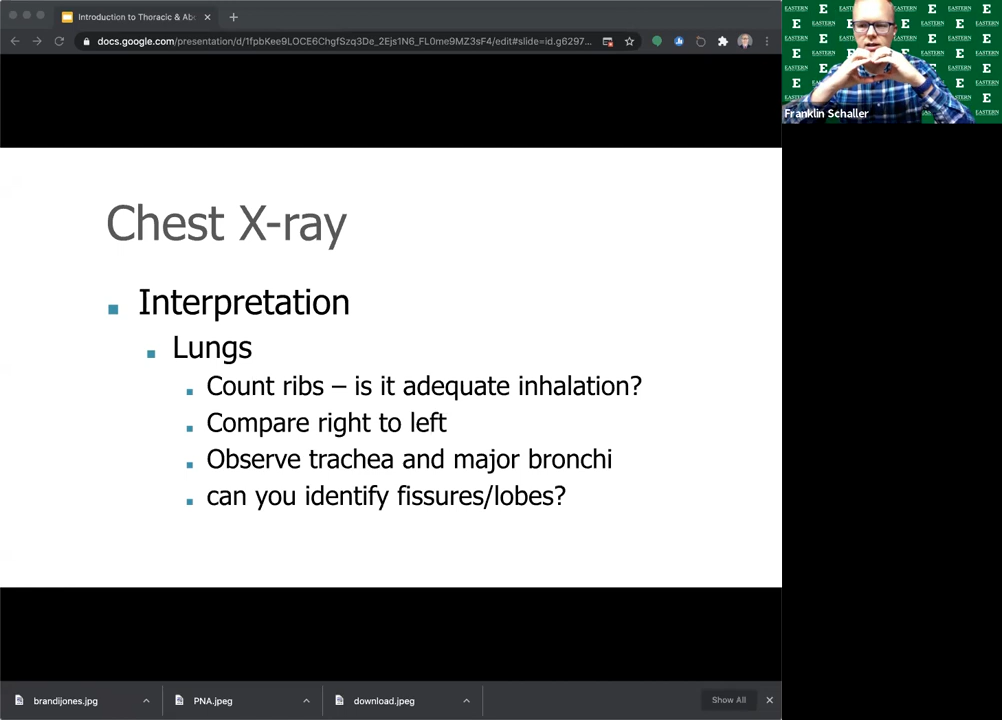 Introduction to Thoracic & Abd
docs.google.com/presentation/d/1fpbKee9LOCE6ChgfSzq3De_2Ejs1N6_FL0me9MZ3sF4/edit#slide=id.g6297...
EASTERN
E
EASTERN
Franklin Schaller
Chest X-ray
Interpretation
Lungs
Count ribs – is it adequate inhalation?
Compare right to left
Observe trachea and major bronchi
can you identify fissures/lobes?
brandijones.jpg
PNA.jpeg
download.jpeg
Show All